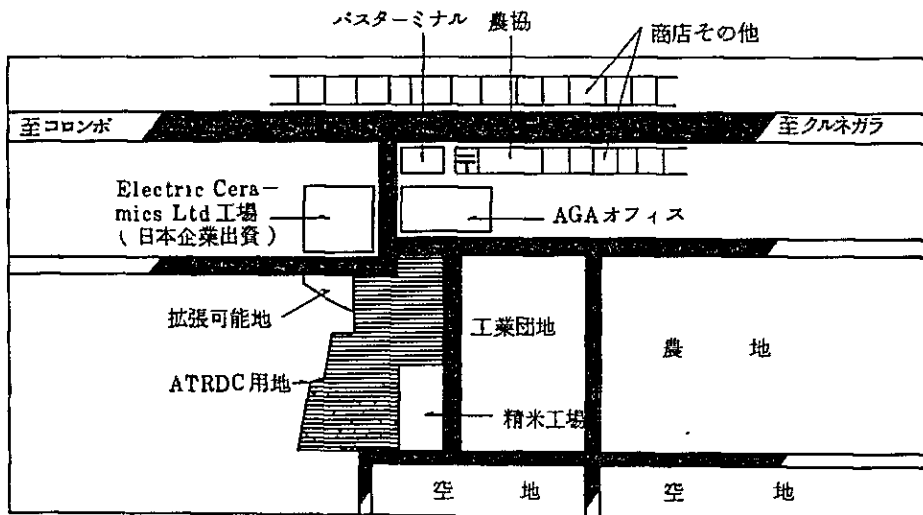 バスターミナル 農協 商店その他
至コロンボ 至クルネガラ
Electric Cera-
mics Ltd工場
(日本企業出資)
AGAオフィス
拡張可能地
工業団地
農 地
ATRDC用地
精米工場
空 地 空 地